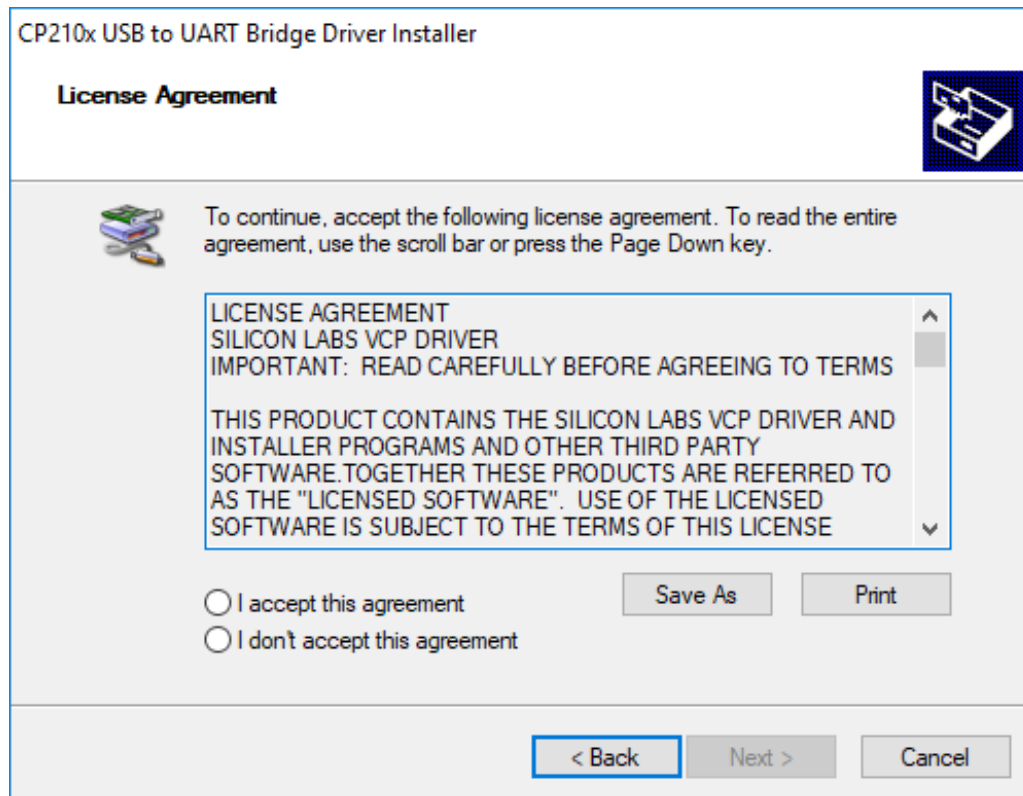 CP210x USB to UART Bridge Driver Installer
License Agreement
To continue, accept the following license agreement. To read the entire
agreement, use the scroll bar or press the Page Down key.
LICENSE AGREEMENT
SILICON LABS VCP DRIVER
IMPORTANT:  READ CAREFULLY BEFORE AGREEING TO TERMS
THIS PRODUCT CONTAINS THE SILICON LABS VCP DRIVER AND
INSTALLER PROGRAMS AND OTHER THIRD PARTY
SOFTWARE.TOGETHER THESE PRODUCTS ARE REFERRED TO
AS THE "LICENSED SOFTWARE".  USE OF THE LICENSED
SOFTWARE IS SUBJECT TO THE TERMS OF THIS LICENSE
I accept this agreement
Save As
Print
I don't accept this agreement
< Back
Next >
Cancel